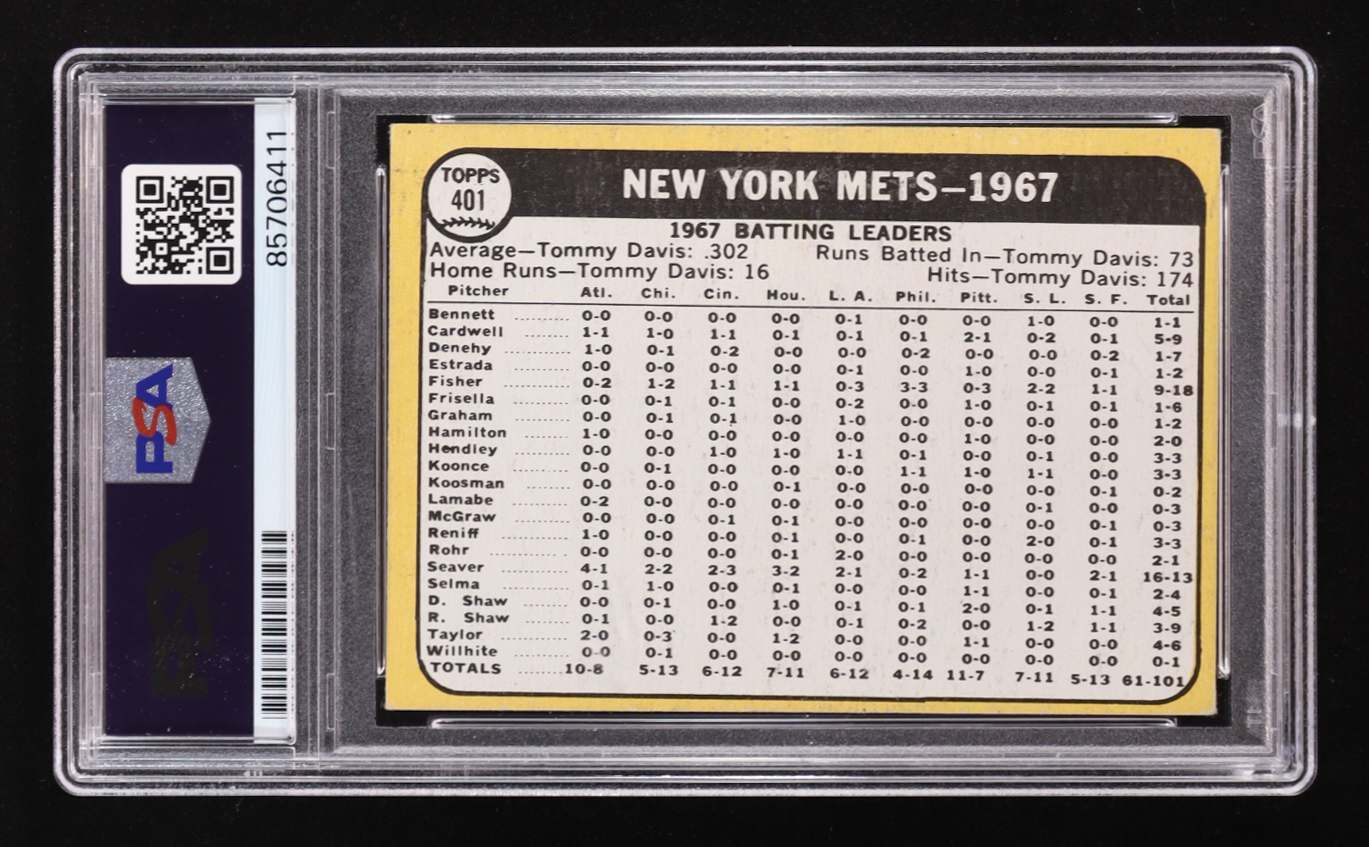 PSA
85706411
TOPPS
401
NEW YORK METS—1967
1967 BATTING LEADERS
Average—Tommy Davis: .302 Runs Batted In—Tommy Davis: 73
Home Runs—Tommy Davis: 16 Hits—Tommy Davis: 174
Pitcher Atl. Chi. Cin. Hou. L. A. Phil. Pitt. S. L. S. F. Total
Bennett 0-0 0-0 0-0 0-0 0-1 0-0 0-0 1-0 0-0 1-1
Cardwell 1-1 1-0 1-1 0-1 0-1 0-1 2-1 0-2 0-1 5-9
Denehy 1-0 0-1 0-2 0-0 0-0 0-2 0-0 0-0 0-2 1-7
Estrada 0-0 0-0 0-0 0-0 0-1 0-0 1-0 0-0 0-1 1-2
Fisher 0-2 1-2 1-1 1-1 0-3 3-3 0-3 2-2 1-1 9-18
Frisella 0-0 0-1 0-1 0-0 0-2 0-0 1-0 0-1 0-1 1-6
Graham 0-0 0-1 0-1 0-0 1-0 0-0 0-0 0-0 0-0 1-2
Hamilton 1-0 0-0 0-0 0-0 0-0 0-0 1-0 0-0 0-0 2-0
Hendley 0-0 0-0 1-0 1-0 1-1 0-1 0-0 0-1 0-0 3-3
Koonce 0-0 0-1 0-0 0-0 0-0 1-1 1-0 1-1 0-0 3-3
Koosman 0-0 0-0 0-0 0-1 0-0 0-0 0-0 0-0 0-1 0-2
Lamabe 0-2 0-0 0-0 0-0 0-0 0-0 0-0 0-1 0-0 0-3
McGraw 0-0 0-0 0-1 0-1 0-0 0-0 0-0 0-0 0-1 0-3
Reniff 1-0 0-0 0-0 0-1 0-0 0-1 0-0 2-0 0-1 3-3
Rohr 0-0 0-0 0-0 0-1 2-0 0-0 0-0 0-0 0-0 2-1
Seaver 4-1 2-2 2-3 3-2 2-1 0-2 1-1 0-0 2-1 16-13
Selma 0-1 1-0 0-0 0-1 0-0 0-0 1-1 0-0 0-1 2-4
D. Shaw 0-0 0-1 0-0 1-0 0-1 0-1 2-0 0-1 1-1 4-5
R. Shaw 0-1 0-0 1-2 0-0 0-1 0-2 0-0 1-2 1-1 3-9
Taylor 2-0 0-3 0-0 1-2 0-0 0-0 1-1 0-0 0-0 4-6
Willhite 0-0 0-1 0-0 0-0 0-0 0-0 0-0 0-0 0-0 0-1
TOTALS 10-8 5-13 6-12 7-11 6-12 4-14 11-7 7-11 5-13 61-101
PSA